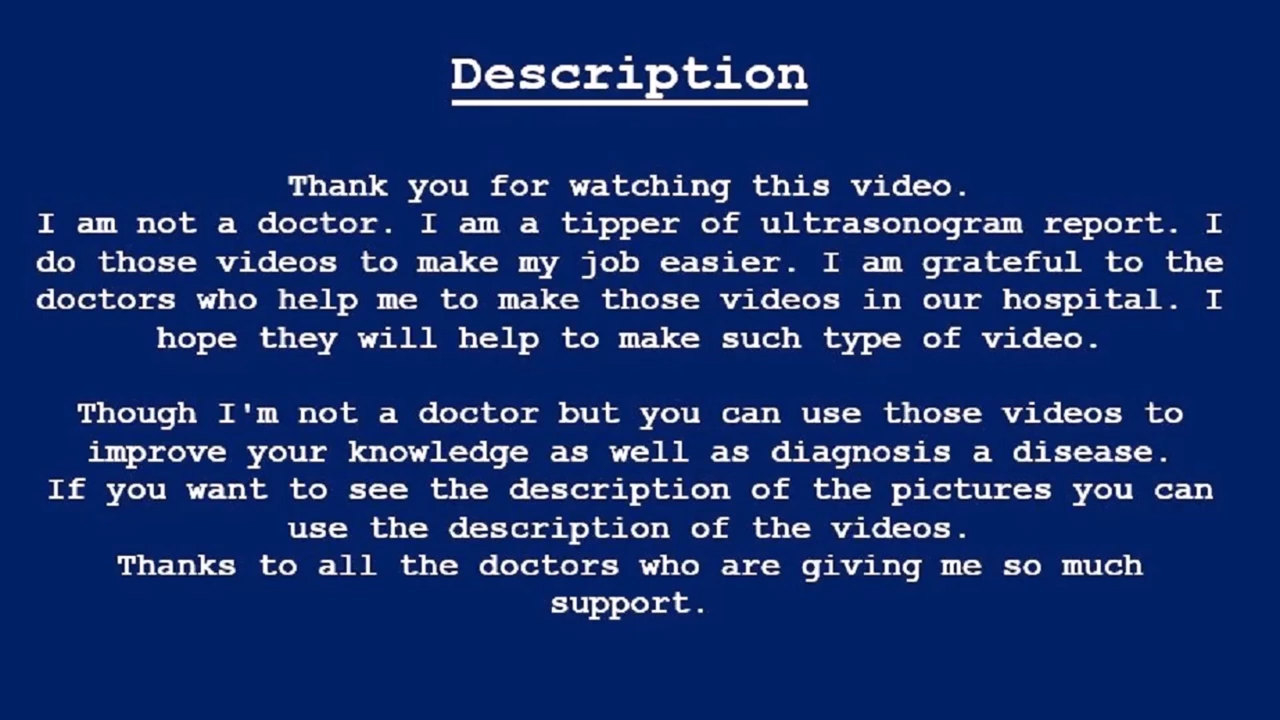 Description
Thank you for watching this video.
I am not a doctor. I am a tipper of ultrasonogram report. I
do those videos to make my job easier. I am grateful to the
doctors who help me to make those videos in our hospital. I
hope they will help to make such type of video.
Though I'm not a doctor but you can use those videos to
improve your knowledge as well as diagnosis a disease.
If you want to see the description of the pictures you can
use the description of the videos.
Thanks to all the doctors who are giving me so much
support.